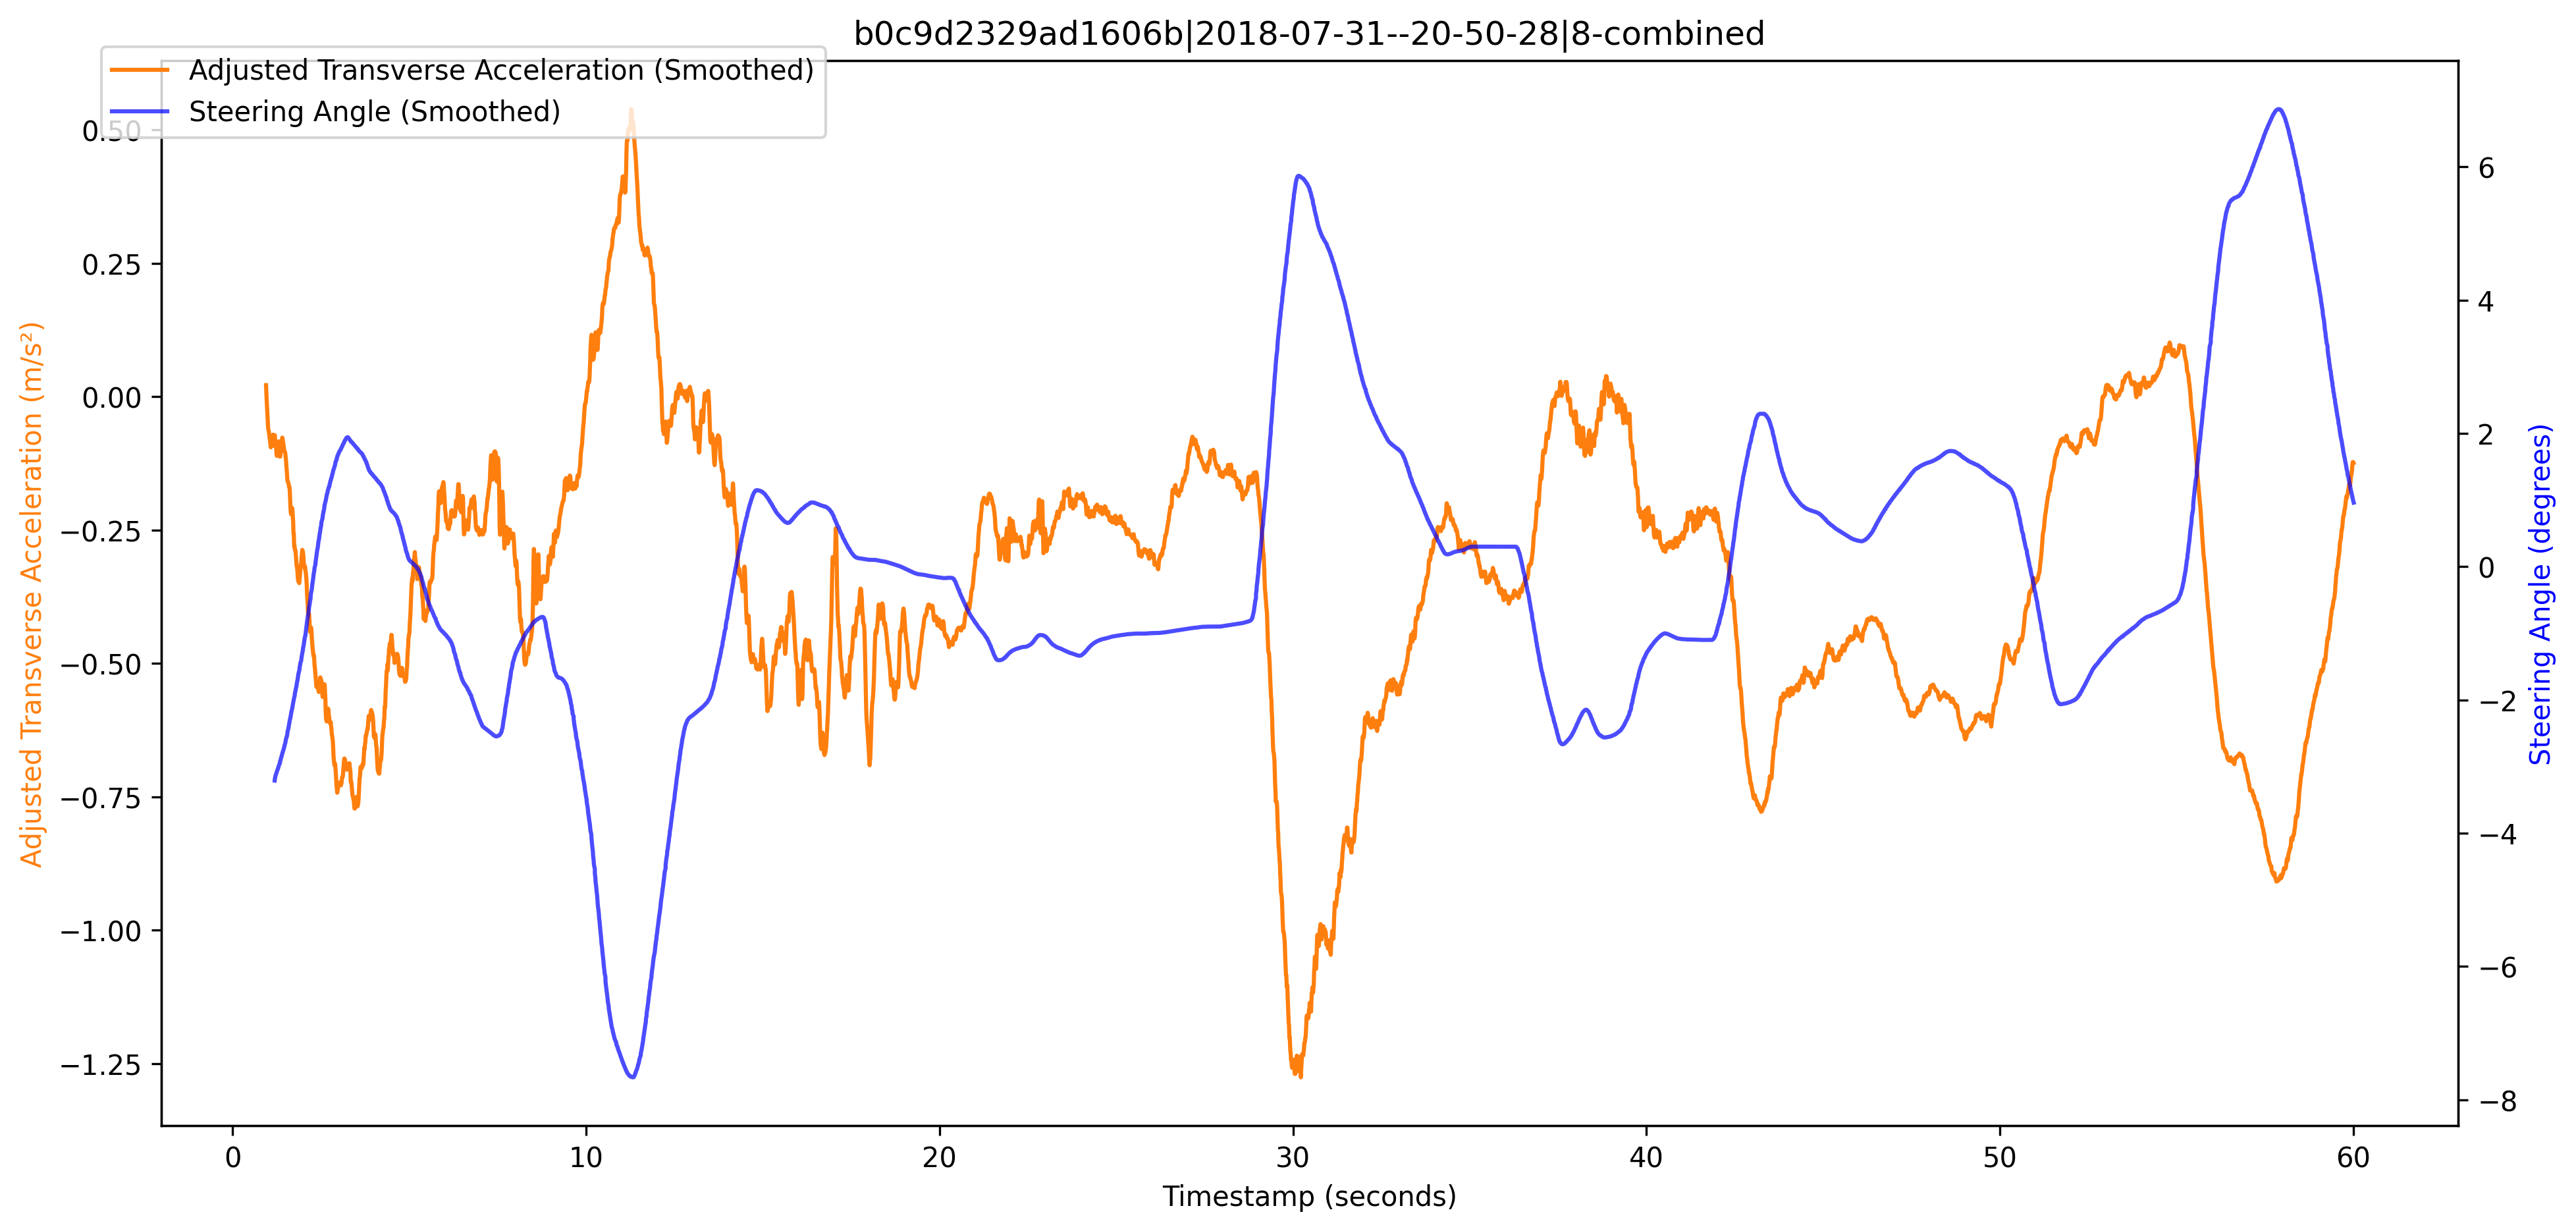 b0c9d2329ad1606b|2018-07-31--20-50-28|8-combined
Adjusted Transverse Acceleration (Smoothed)
Steering Angle (Smoothed)
Adjusted Transverse Acceleration (m/s²)
0.50
0.25
0.00
−0.25
−0.50
−0.75
−1.00
−1.25
6
4
2
0
−2
−4
−6
−8
Steering Angle (degrees)
0 10 20 30 40 50 60
Timestamp (seconds)